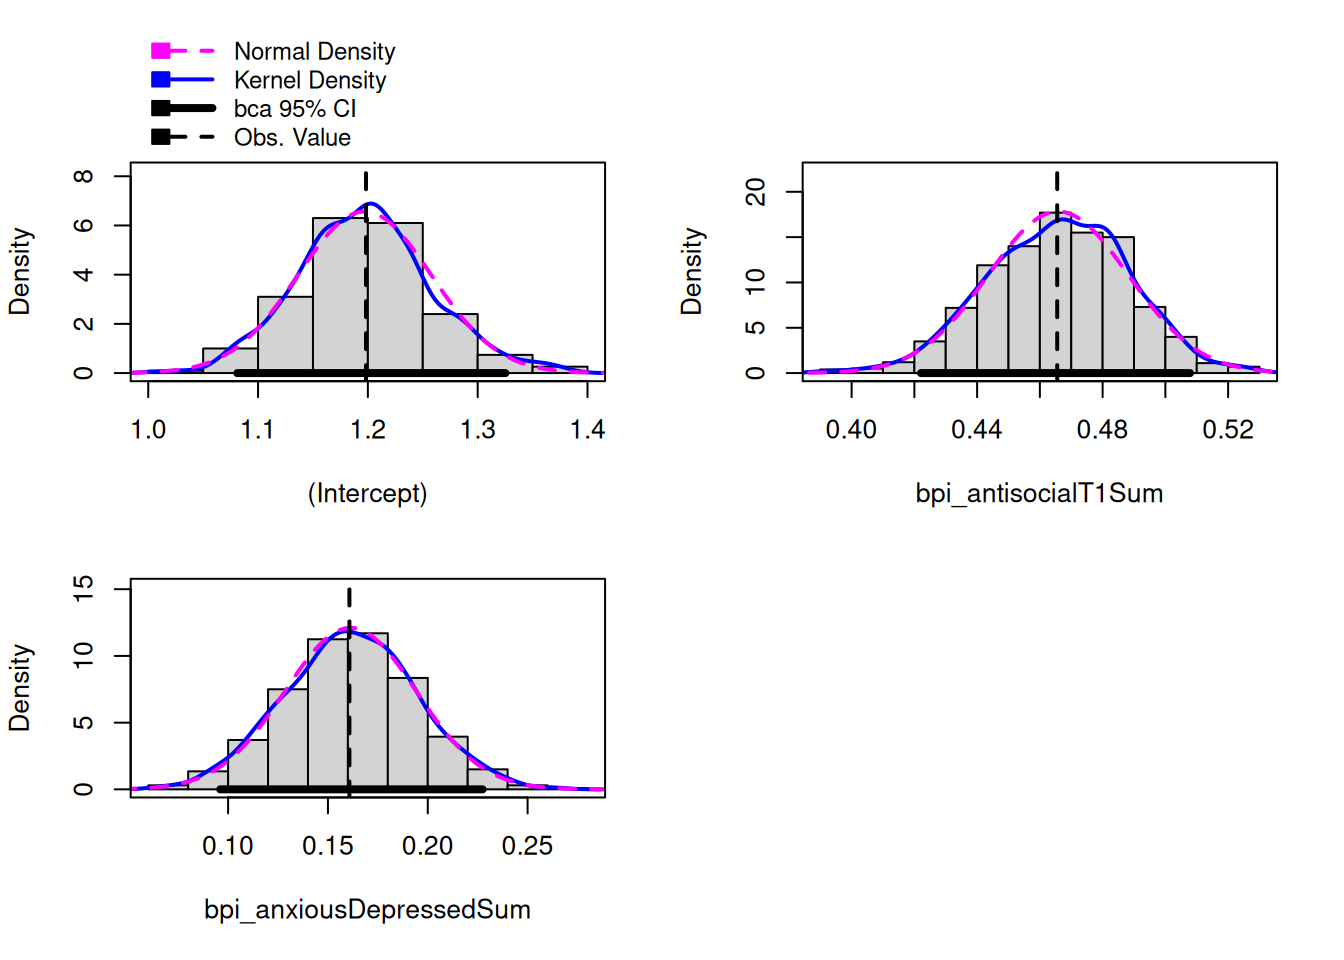 Normal Density
Kernel Density
bca 95% CI
Obs. Value
Density
8
6
4
2
0
1.0 1.1 1.2 1.3 1.4
(Intercept)
Density
20
10
5
0
0.40 0.44 0.48 0.52
bpi_antisocialT1Sum
Density
15
10
5
0
0.10 0.15 0.20 0.25
bpi_anxiousDepressedSum